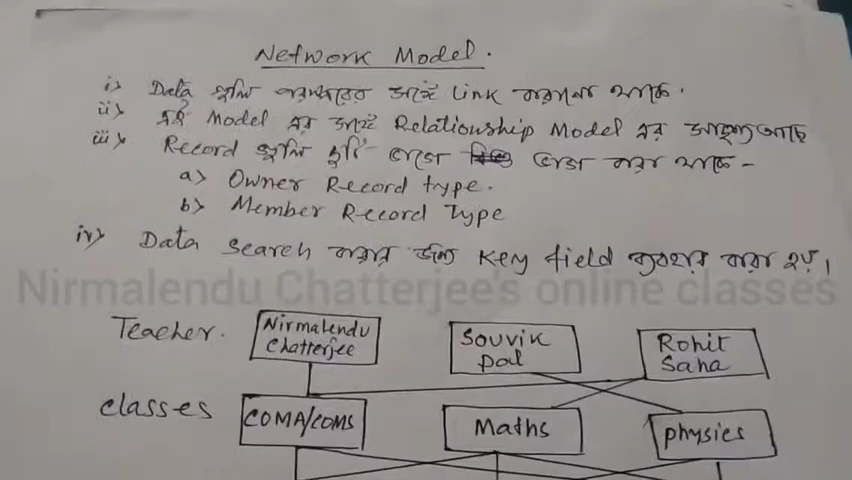 Network Model.
i> Data গুলি পরস্পরের সঙ্গে Link করানো থাকে.
ii> এই Model এর সঙ্গে Relationship Model এর সাদৃশ্য আছে
iii> Record গুলি দুটি ভাগে ভাগ করা থাকে -
a> Owner Record type.
b> Member Record Type
iv> Data Search করার জন্য Key field ব্যবহার করা হয়।
Nirmalendu Chatterjee's online classes
Teacher. Nirmalendu Chatterjee Souvik Pal Rohit Saha
Classes COMA/COMS Maths physics